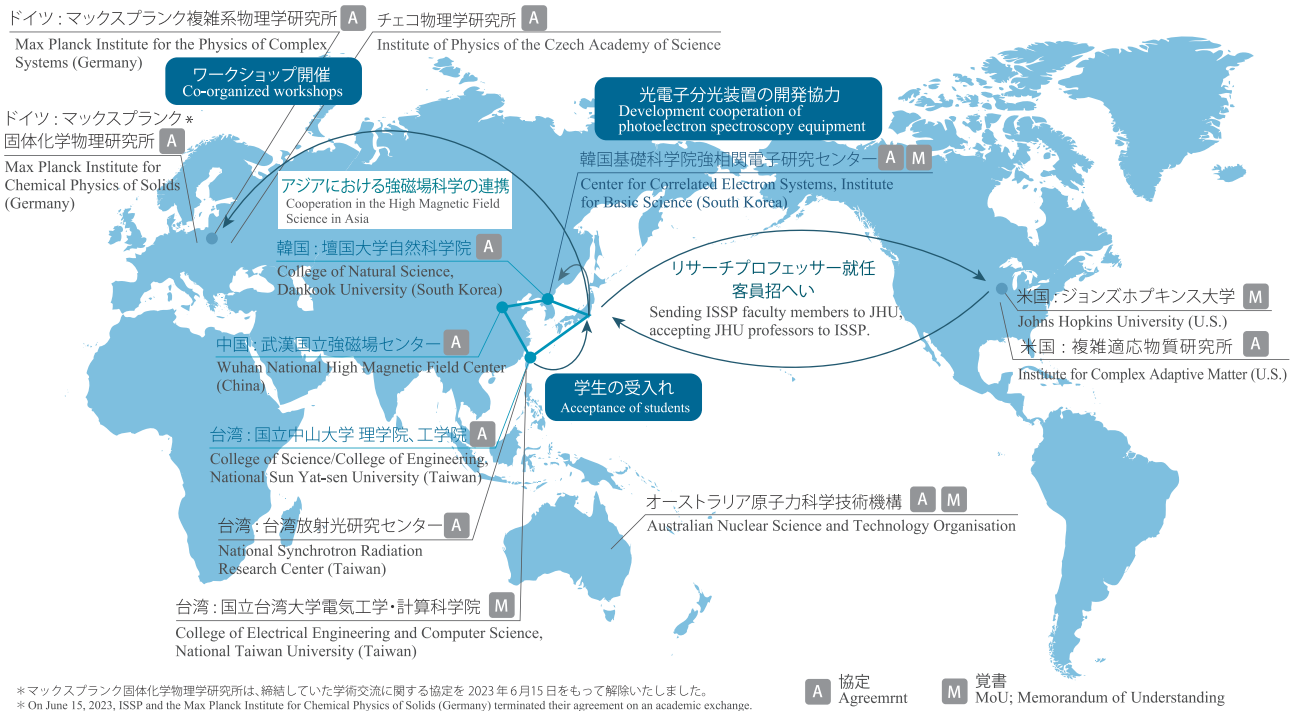 ドイツ : マックスプランク複雑系物理学研究所 A
Max Planck Institute for the Physics of Complex
Systems (Germany)
チェコ物理学研究所 A
Institute of Physics of the Czech Academy of Science
ワークショップ開催
Co-organized workshops
光電子分光装置の開発協力
Development cooperation of
photoelectron spectroscopy equipment
ドイツ : マックスプランク*
固体化学物理研究所 A
Max Planck Institute for
Chemical Physics of Solids
(Germany)
韓国基礎科学院強相関電子研究センター A M
Center for Correlated Electron Systems, Institute
for Basic Science (South Korea)
アジアにおける強磁場科学の連携
Cooperation in the High Magnetic Field
Science in Asia
韓国 : 壇国大学自然科学院 A
College of Natural Science,
Dankook University (South Korea)
リサーチプロフェッサー就任
客員招へい
Sending ISSP faculty members to JHU,
accepting JHU professors to ISSP.
米国 : ジョンズホプキンス大学 M
Johns Hopkins University (U.S.)
米国 : 複雑適応物質研究所 A
Institute for Complex Adaptive Matter (U.S.)
中国 : 武漢国立強磁場センター A
Wuhan National High Magnetic Field Center
(China)
学生の受入れ
Acceptance of students
台湾 : 国立中山大学 理学院、工学院 A
College of Science/College of Engineering,
National Sun Yat-sen University (Taiwan)
オーストラリア原子力科学技術機構 A M
Australian Nuclear Science and Technology Organisation
台湾 : 台湾放射光研究センター A
National Synchrotron Radiation
Research Center (Taiwan)
台湾 : 国立台湾大学電気工学・計算科学院 M
College of Electrical Engineering and Computer Science,
National Taiwan University (Taiwan)
＊マックスプランク固体化学物理学研究所は、締結していた学術交流に関する協定を 2023 年 6月15 日をもって解除いたしました。
* On June 15, 2023, ISSP and the Max Planck Institute for Chemical Physics of Solids (Germany) terminated their agreement on an academic exchange.
A 協定
Agreemrnt
M 覚書
MoU; Memorandum of Understanding